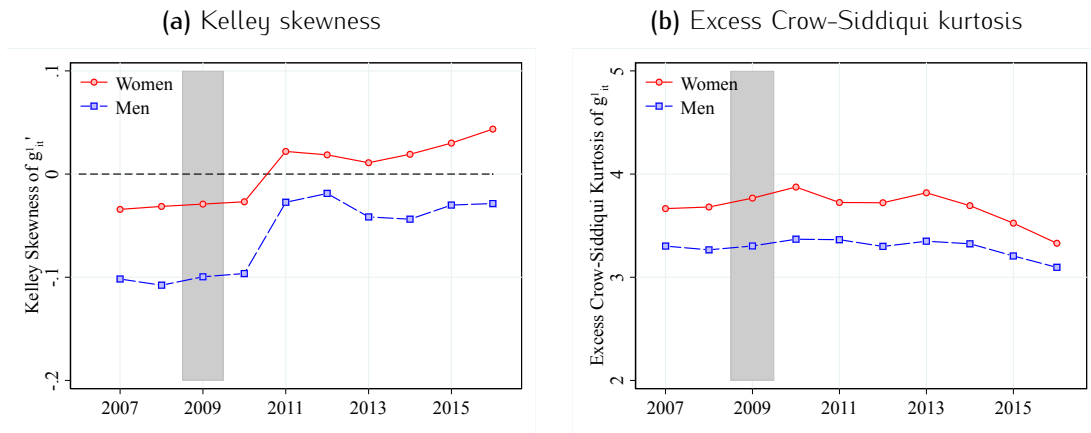 (a) Kelley skewness
Kelley Skewness of g¹ᵢₜ'
.1
0
-.1
-.2
Women
Men
2007 2009 2011 2013 2015
(b) Excess Crow-Siddiqui kurtosis
Excess Crow-Siddiqui Kurtosis of g¹ᵢₜ
5
4
3
2
Women
Men
2007 2009 2011 2013 2015